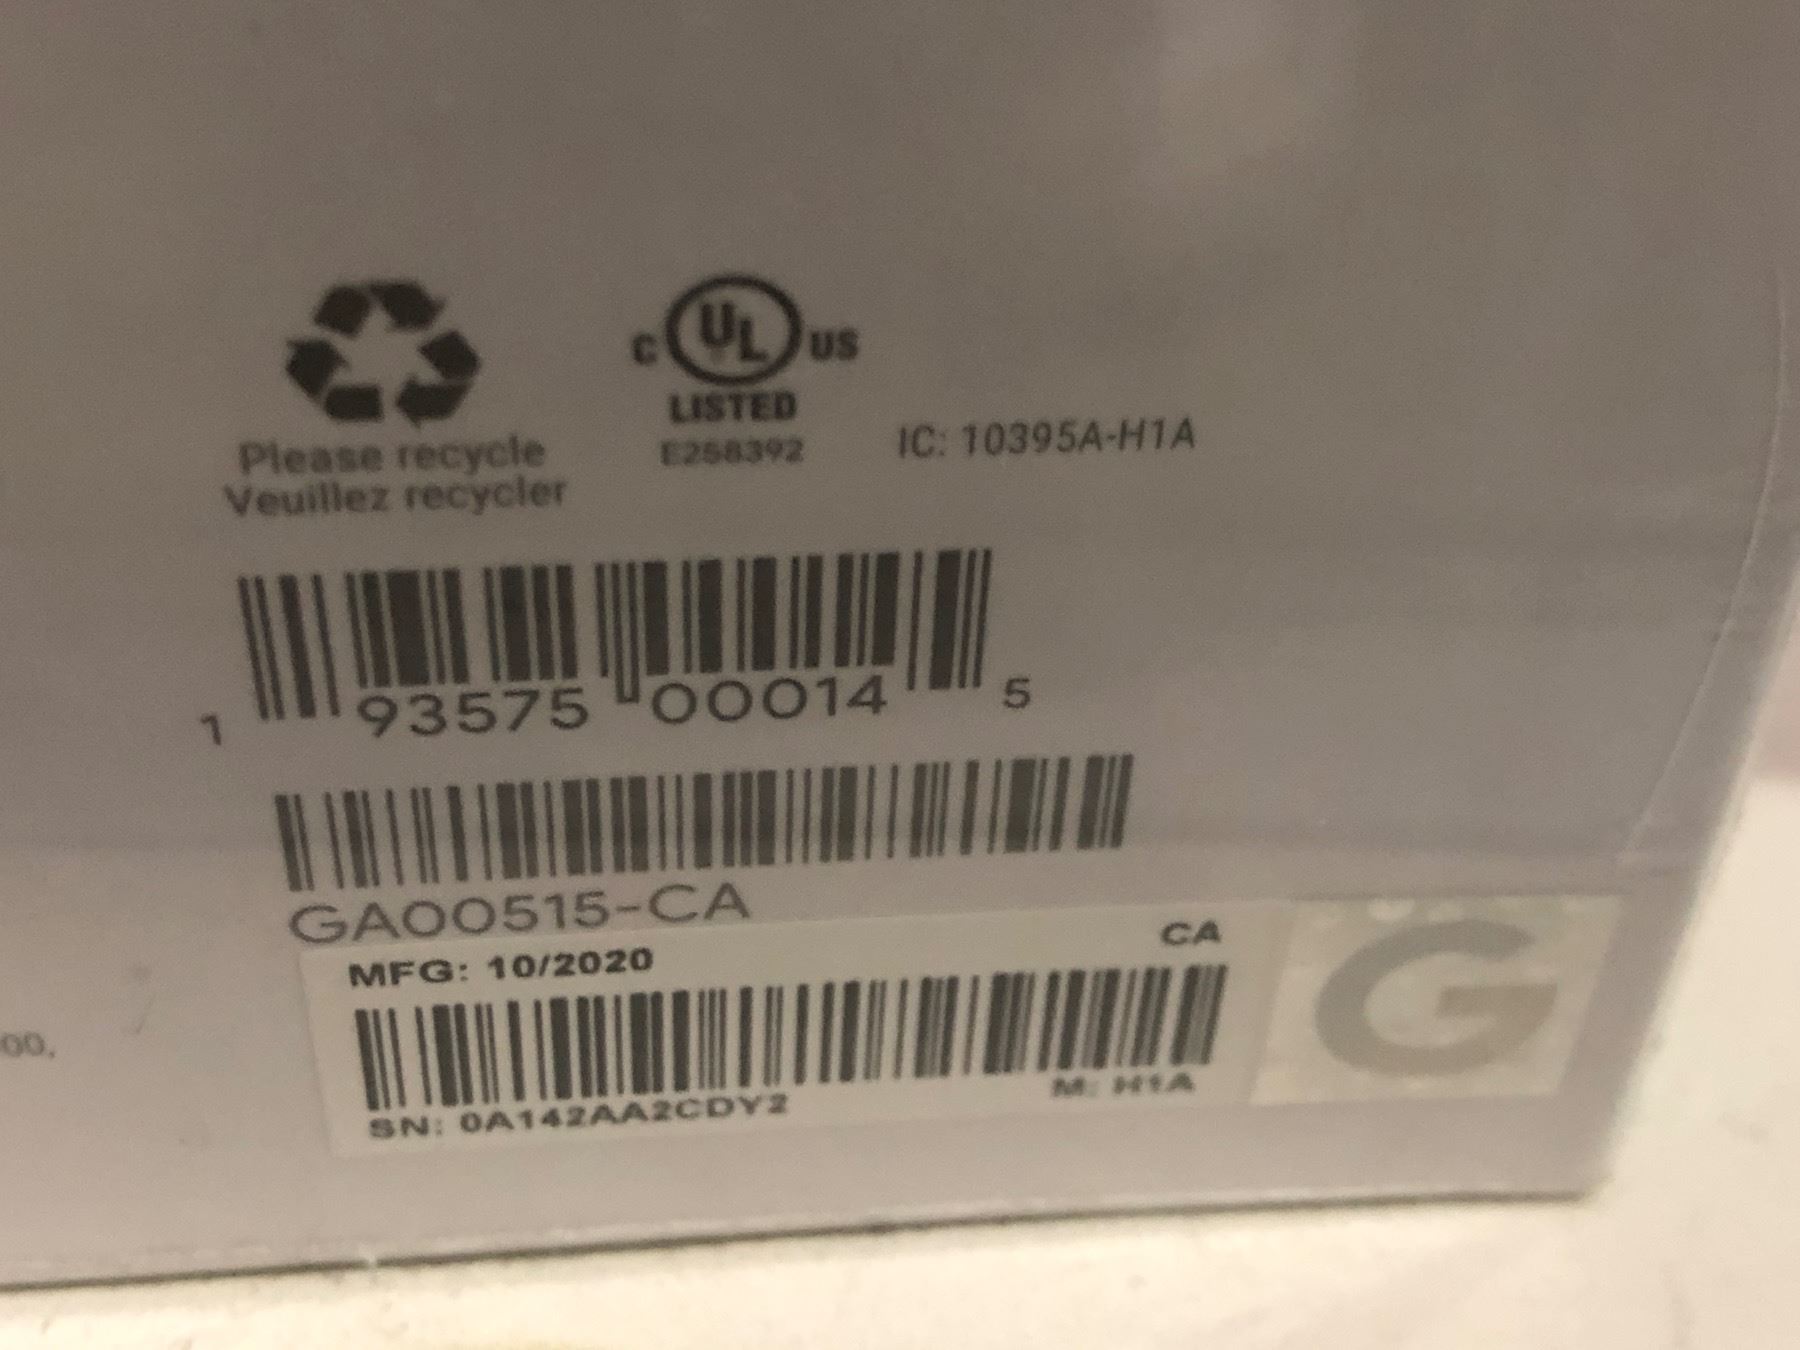 C UL US
LISTED
E258392
Please recycle
Veuillez recycler
IC: 10395A-H1A
1 93575 00014 5
GA00515-CA
MFG: 10/2020
CA
SN: 0A142AA2CDY2
M: H1A
G
00,